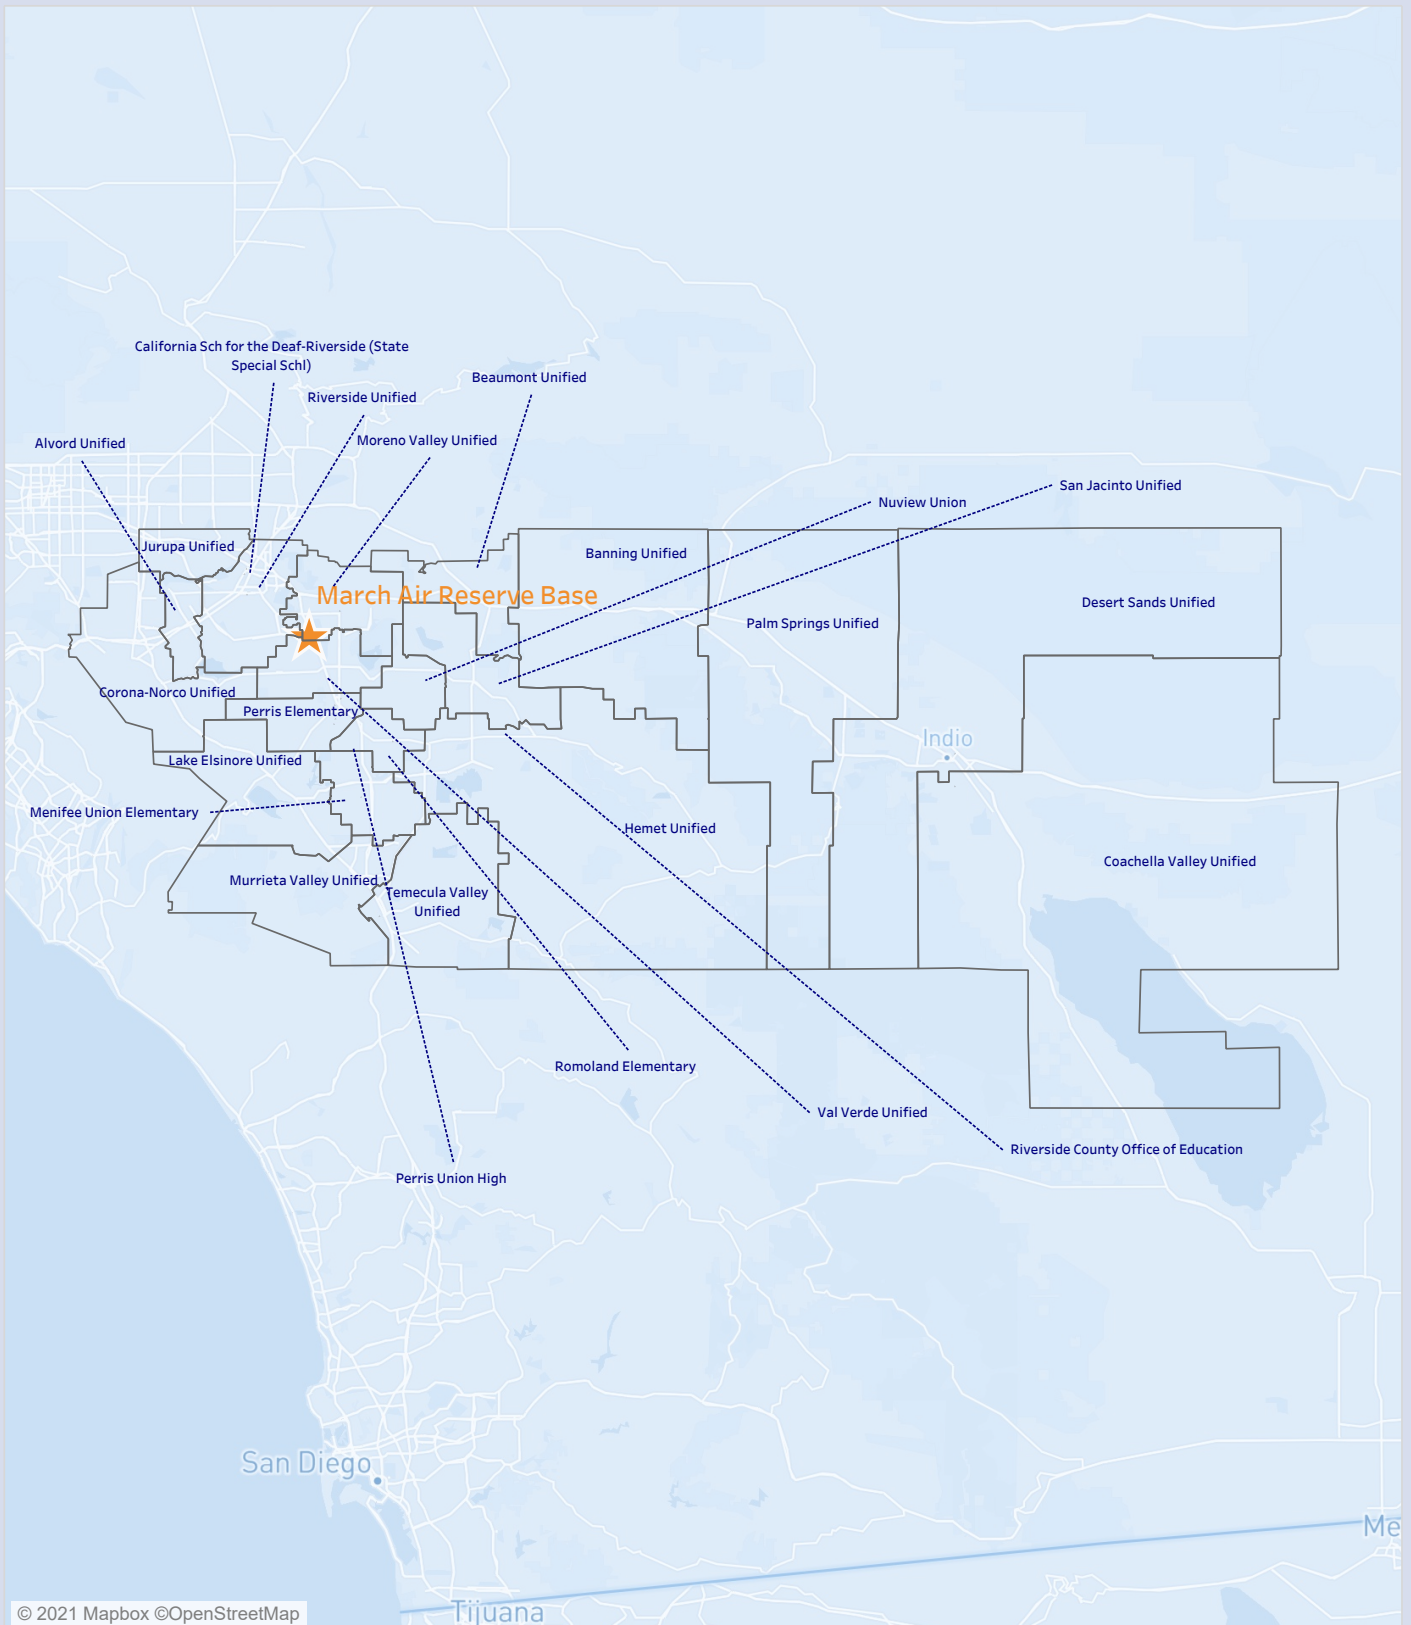 California Sch for the Deaf-Riverside (State
Special Schl)
Beaumont Unified
Riverside Unified
Moreno Valley Unified
Alvord Unified
San Jacinto Unified
Nuview Union
Jurupa Unified
Banning Unified
March Air Reserve Base
Desert Sands Unified
Palm Springs Unified
Corona-Norco Unified
Perris Elementary
Indio
Lake Elsinore Unified
Menifee Union Elementary
Hemet Unified
Coachella Valley Unified
Murrieta Valley Unified
Temecula Valley
Unified
Romoland Elementary
Val Verde Unified
Riverside County Office of Education
Perris Union High
San Diego
Me
Tijuana
© 2021 Mapbox ©OpenStreetMap